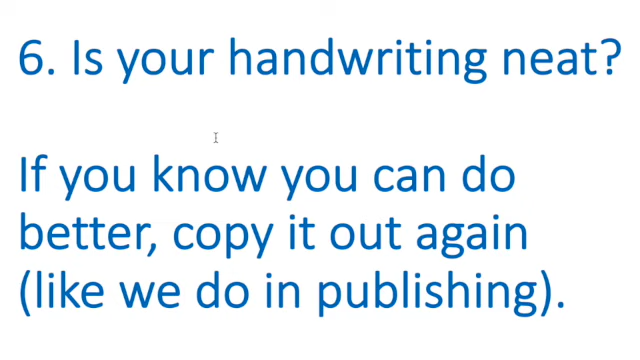 6. Is your handwriting neat?
If you know you can do
better, copy it out again
(like we do in publishing).